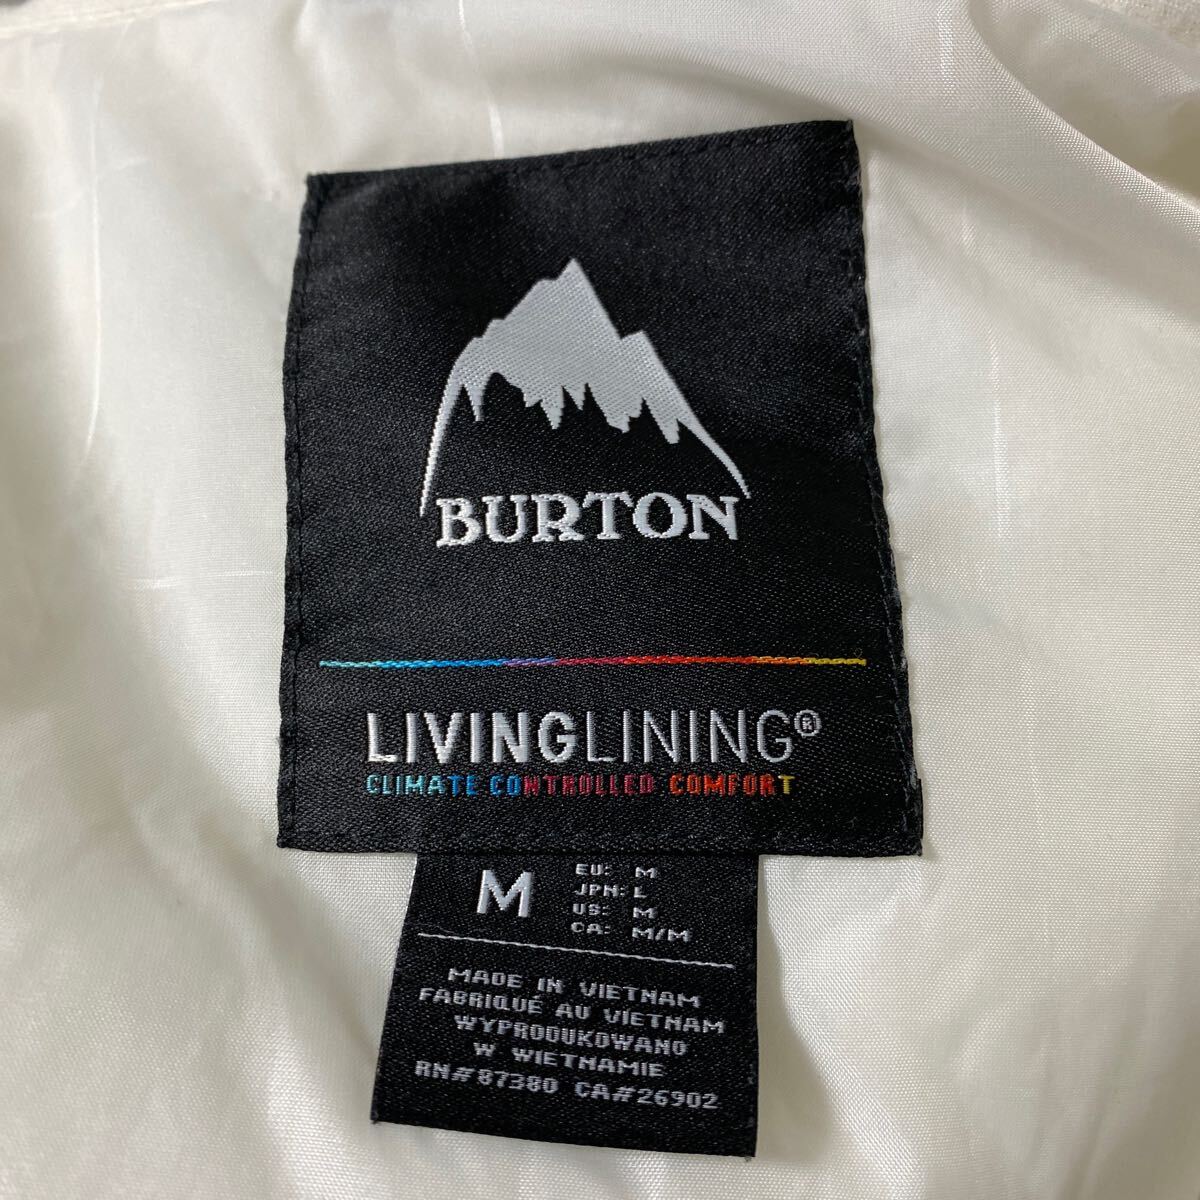 BURTON
LIVINGLINING®
CLIMATE CONTROLLED COMFORT
M
EU: M
JPN: L
US: M
CA: M/M
MADE IN VIETNAM
FABRIQUÉ AU VIETNAM
WYPRODUKOWANO
W WIETNAMIE
RN#87380 CA#26902